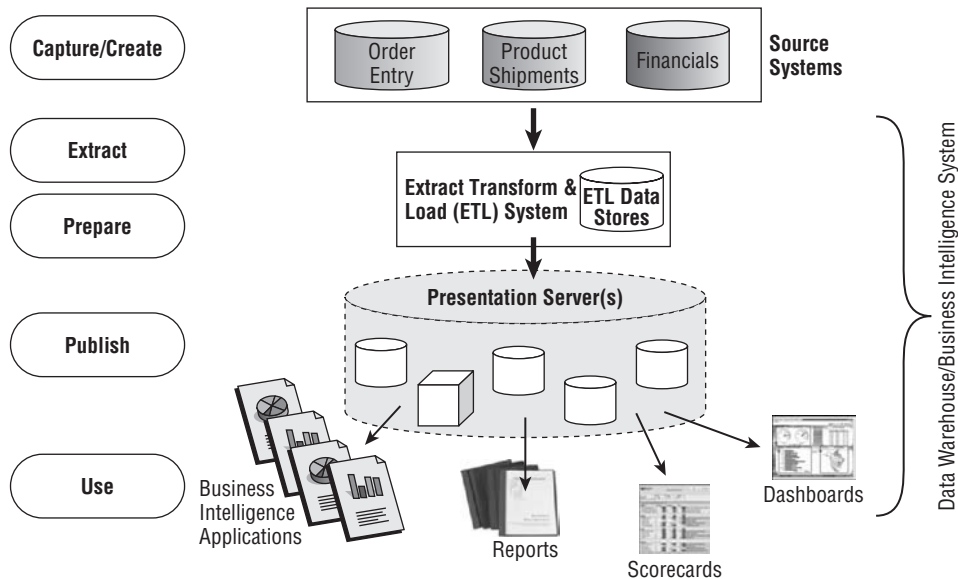 Capture/Create
Order
Entry
Product
Shipments
Financials
Source
Systems
Extract
Prepare
Extract Transform &
Load (ETL) System
ETL Data
Stores
Presentation Server(s)
Publish
Use
Business
Intelligence
Applications
Reports
Scorecards
Dashboards
Data Warehouse/Business Intelligence System